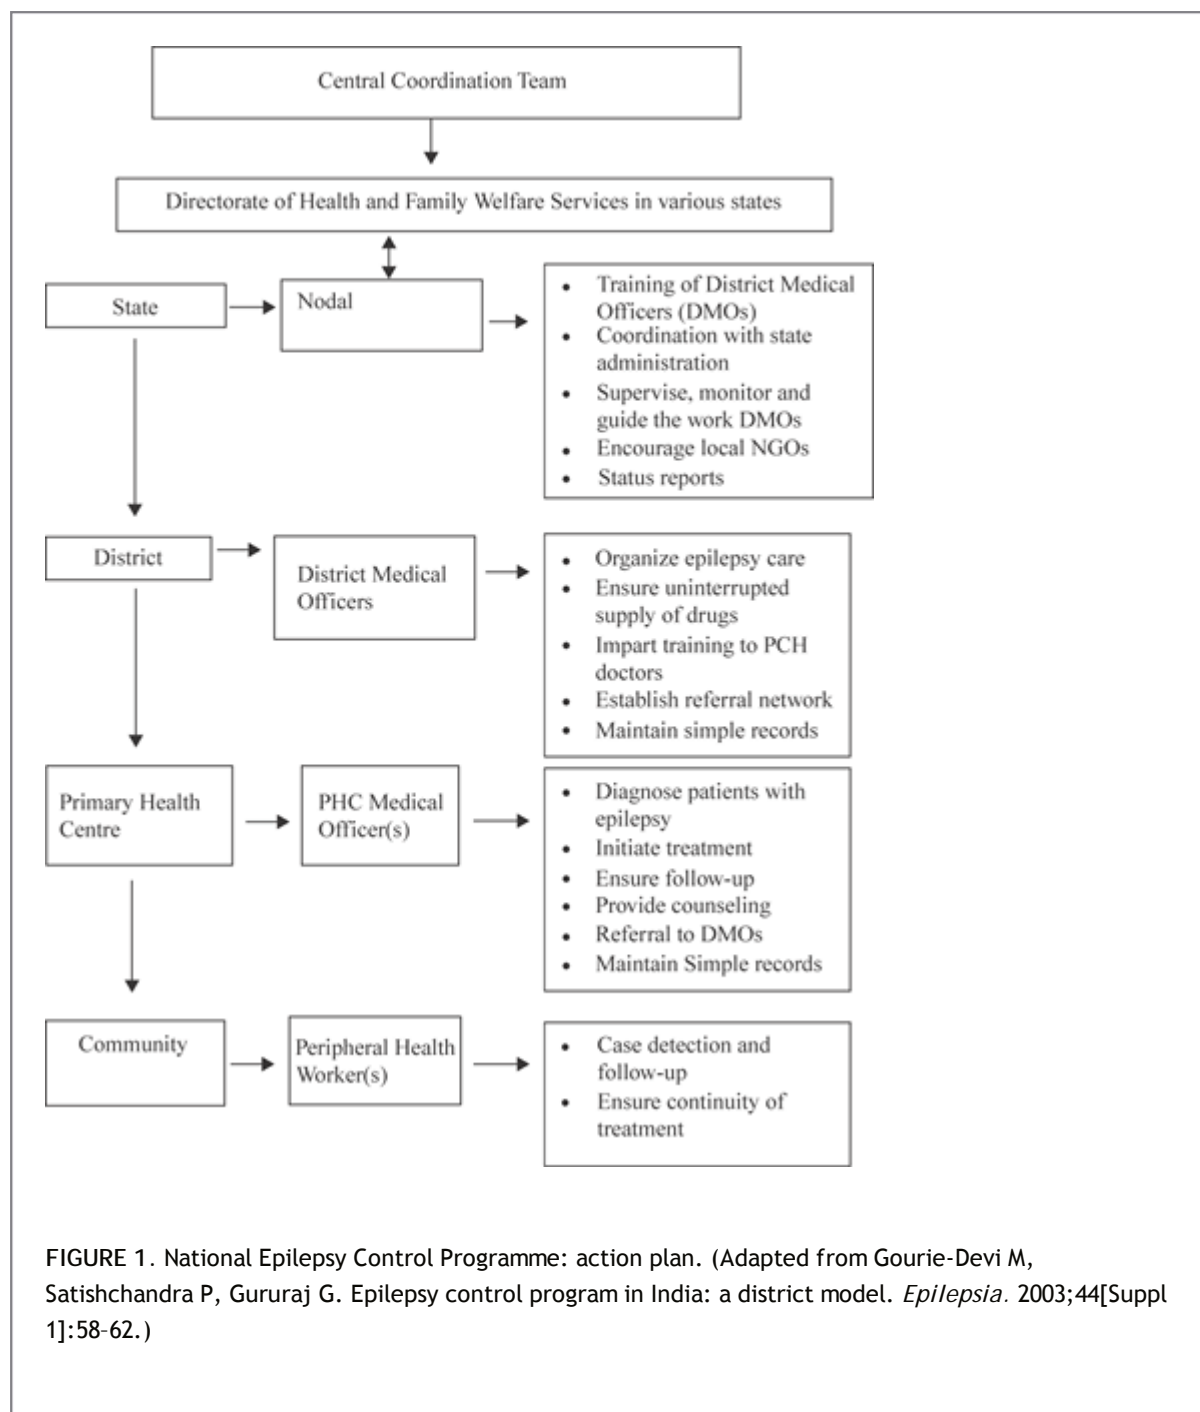 Central Coordination Team
Directorate of Health and Family Welfare Services in various states
State
Nodal
• Training of District Medical
Officers (DMOs)
• Coordination with state
administration
• Supervise, monitor and
guide the work DMOs
• Encourage local NGOs
• Status reports
District
District Medical
Officers
• Organize epilepsy care
• Ensure uninterrupted
supply of drugs
• Impart training to PCH
doctors
• Establish referral network
• Maintain simple records
Primary Health
Centre
PHC Medical
Officer(s)
• Diagnose patients with
epilepsy
• Initiate treatment
• Ensure follow-up
• Provide counseling
• Referral to DMOs
• Maintain Simple records
Community
Peripheral Health
Worker(s)
• Case detection and
follow-up
• Ensure continuity of
treatment
FIGURE 1. National Epilepsy Control Programme: action plan. (Adapted from Gourie-Devi M,
Satishchandra P, Gururaj G. Epilepsy control program in India: a district model. Epilepsia. 2003;44[Suppl
1]:58–62.)